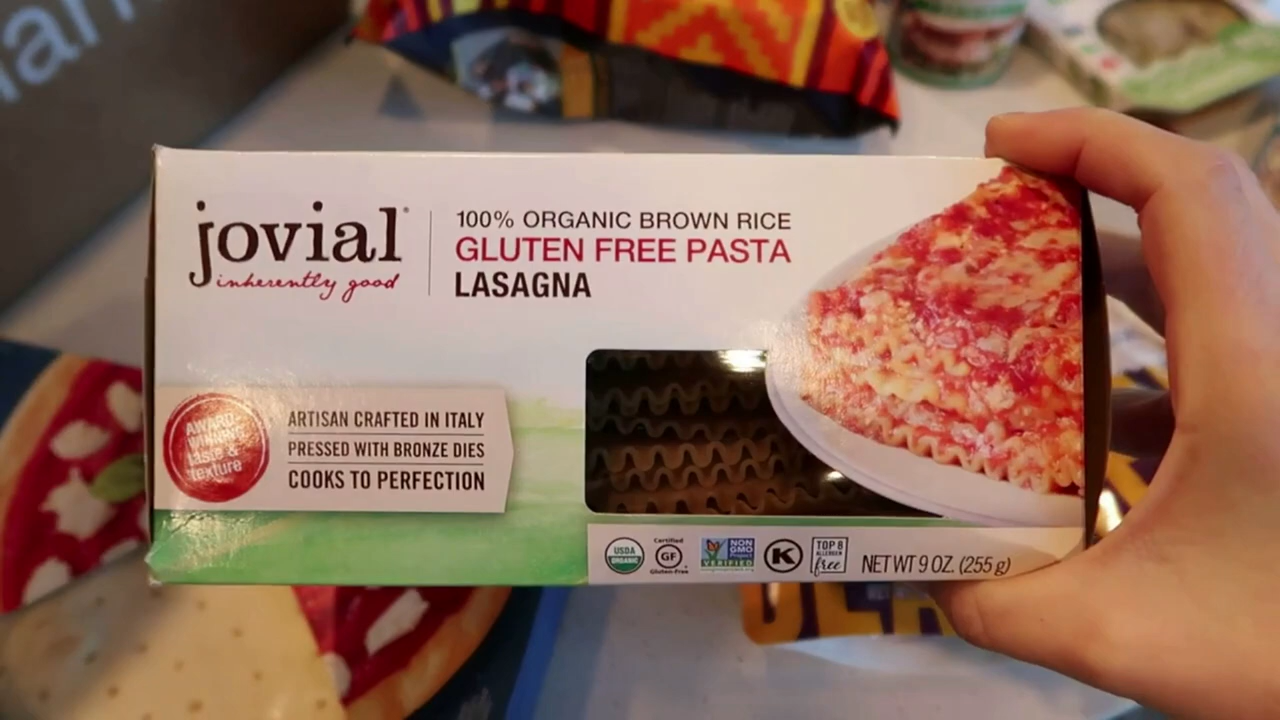 jovial
inherently good
100% ORGANIC BROWN RICE
GLUTEN FREE PASTA
LASAGNA
AWARD
WINNING
taste &
texture
ARTISAN CRAFTED IN ITALY
PRESSED WITH BRONZE DIES
COOKS TO PERFECTION
USDA
ORGANIC
Certified
GF
Gluten-Free
NON
GMO
Project
VERIFIED
K
TOP 8
ALLERGEN
free
NET WT 9 OZ. (255 g)